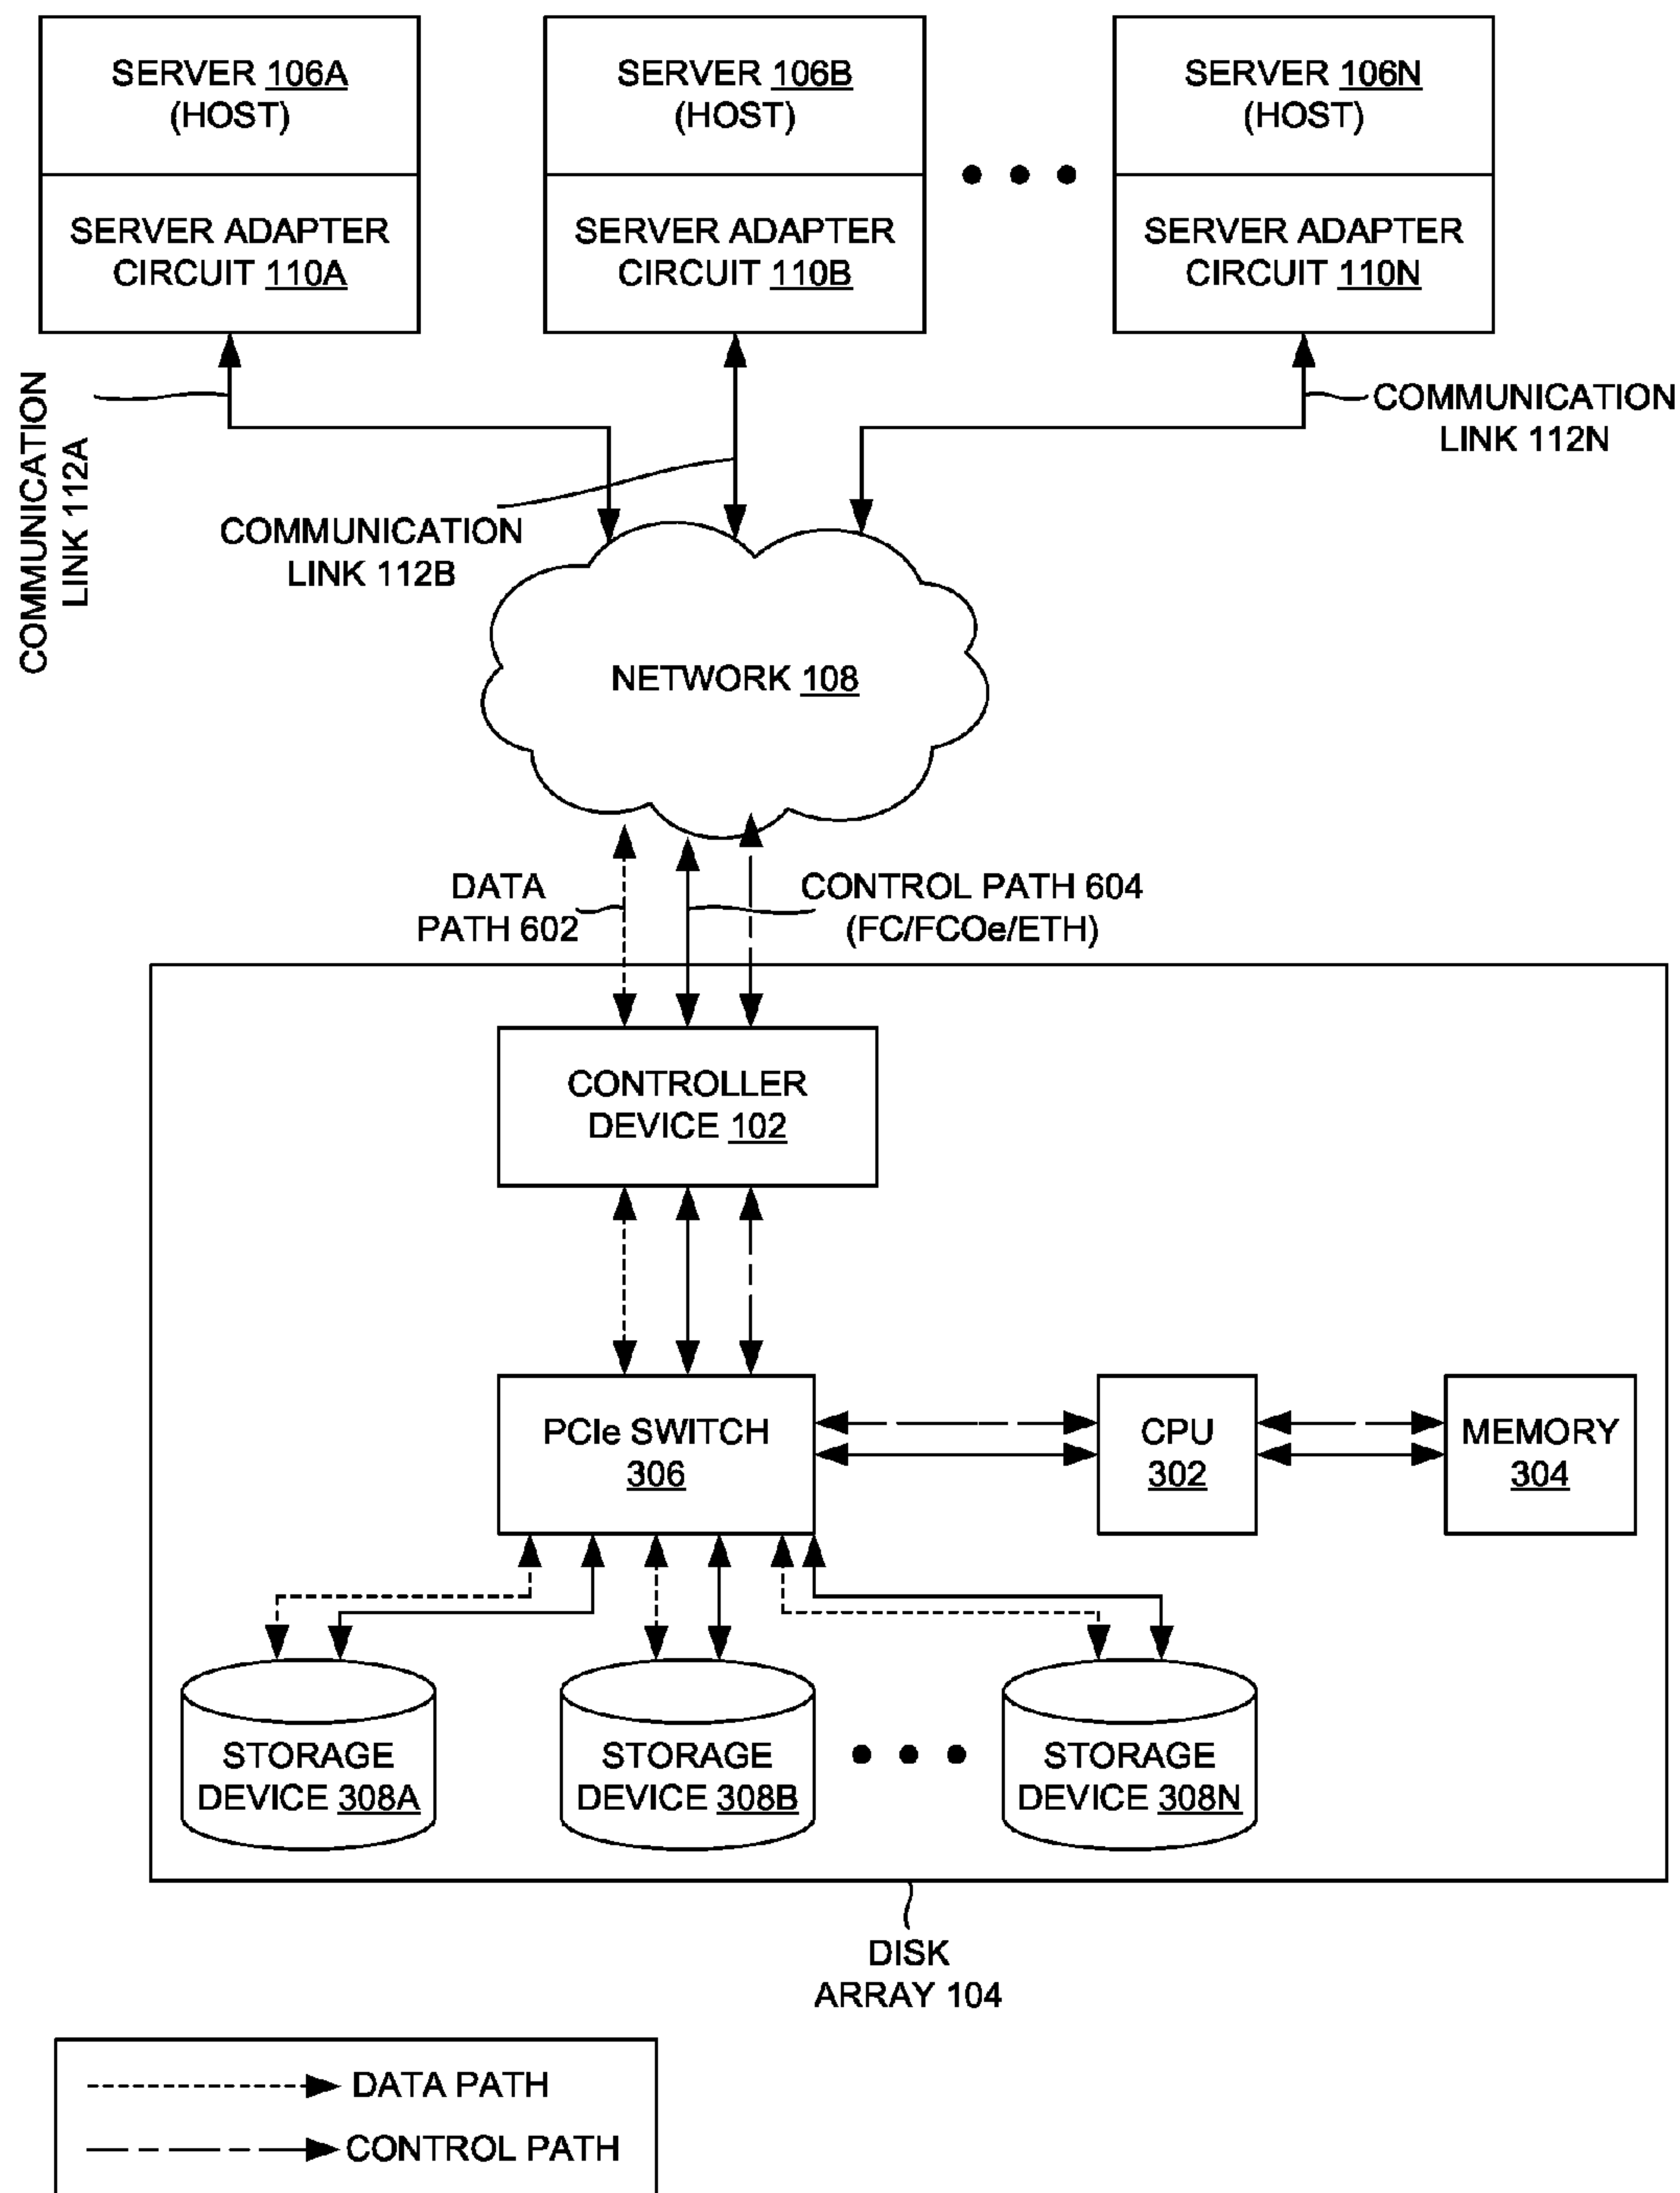 SERVER 106A
(HOST)
SERVER ADAPTER
CIRCUIT 110A
SERVER 106B
(HOST)
SERVER ADAPTER
CIRCUIT 110B
SERVER 106N
(HOST)
SERVER ADAPTER
CIRCUIT 110N
COMMUNICATION
LINK 112A
COMMUNICATION
LINK 112B
COMMUNICATION
LINK 112N
NETWORK 108
DATA
PATH 602
CONTROL PATH 604
(FC/FCOe/ETH)
CONTROLLER
DEVICE 102
PCIe SWITCH
306
CPU
302
MEMORY
304
STORAGE
DEVICE 308A
STORAGE
DEVICE 308B
STORAGE
DEVICE 308N
DISK
ARRAY 104
DATA PATH
CONTROL PATH